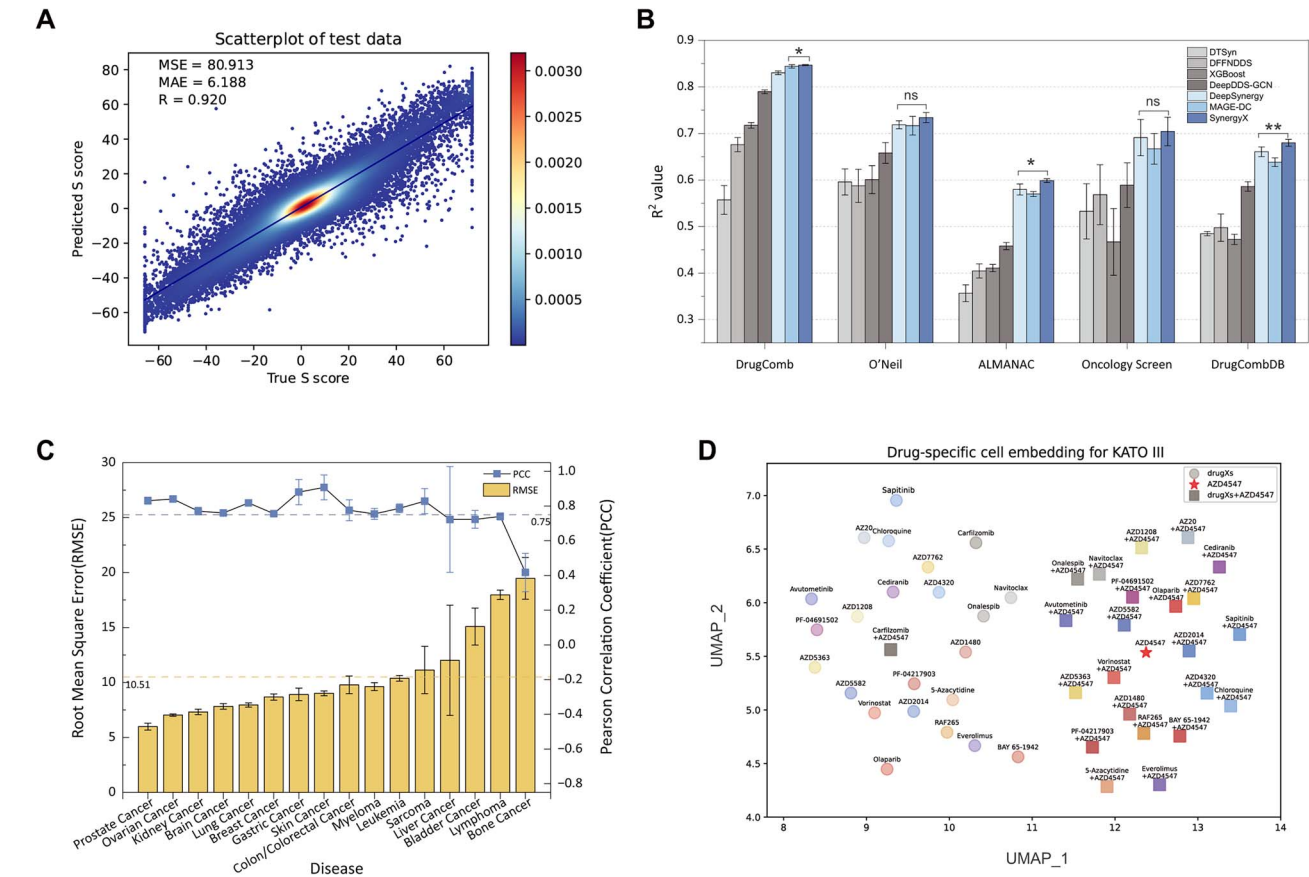 A
Scatterplot of test data
MSE = 80.913
MAE = 6.188
R = 0.920
80
60
40
20
0
−20
−40
−60
Predicted S score
−60
−40
−20
0
20
40
60
True S score
0.0030
0.0025
0.0020
0.0015
0.0010
0.0005
B
0.9
0.8
0.7
0.6
0.5
0.4
0.3
R² value
*
ns
*
ns
**
DTSyn
DFFNDDS
XGBoost
DeepDDS-GCN
DeepSynergy
MAGE-DC
SynergyX
DrugComb
O'Neil
ALMANAC
Oncology Screen
DrugCombDB
C
30
25
20
15
10
5
0
Root Mean Square Error(RMSE)
PCC
RMSE
0.75
10.51
1.0
0.8
0.6
0.4
0.2
0.0
−0.2
−0.4
−0.6
−0.8
Pearson Correlation Coefficient(PCC)
Prostate Cancer
Ovarian Cancer
Kidney Cancer
Brain Cancer
Lung Cancer
Breast Cancer
Gastric Cancer
Skin Cancer
Colon/Colorectal Cancer
Myeloma
Leukemia
Sarcoma
Liver Cancer
Bladder Cancer
Lymphoma
Bone Cancer
Disease
D
Drug-specific cell embedding for KATO III
drugXs
AZD4547
drugXs+AZD4547
7.0
6.5
6.0
5.5
5.0
4.5
4.0
UMAP_2
Sapitinib
AZ20
Chloroquine
Carfilzomib
AZD7762
Cediranib
AZD4320
Navitoclax
Avutometinib
AZD1208
Onalespib
PF-04691502
Carfilzomib
+AZD4547
AZD1480
AZD5363
PF-04217903
AZD5582
5-Azacytidine
Vorinostat
AZD2014
RAF265
Everolimus
BAY 65-1942
Olaparib
AZD1208
+AZD4547
AZ20
+AZD4547
Onalespib
+AZD4547
Navitoclax
+AZD4547
Cediranib
+AZD4547
PF-04691502
+AZD4547
Olaparib
+AZD4547
AZD7762
+AZD4547
Avutometinib
+AZD4547
AZD5582
+AZD4547
Sapitinib
+AZD4547
AZD4547
AZD2014
+AZD4547
Vorinostat
+AZD4547
AZD5363
+AZD4547
AZD4320
+AZD4547
Chloroquine
+AZD4547
AZD1480
+AZD4547
RAF265
+AZD4547
BAY 65-1942
+AZD4547
PF-04217903
+AZD4547
5-Azacytidine
+AZD4547
Everolimus
+AZD4547
8
9
10
11
12
13
14
UMAP_1